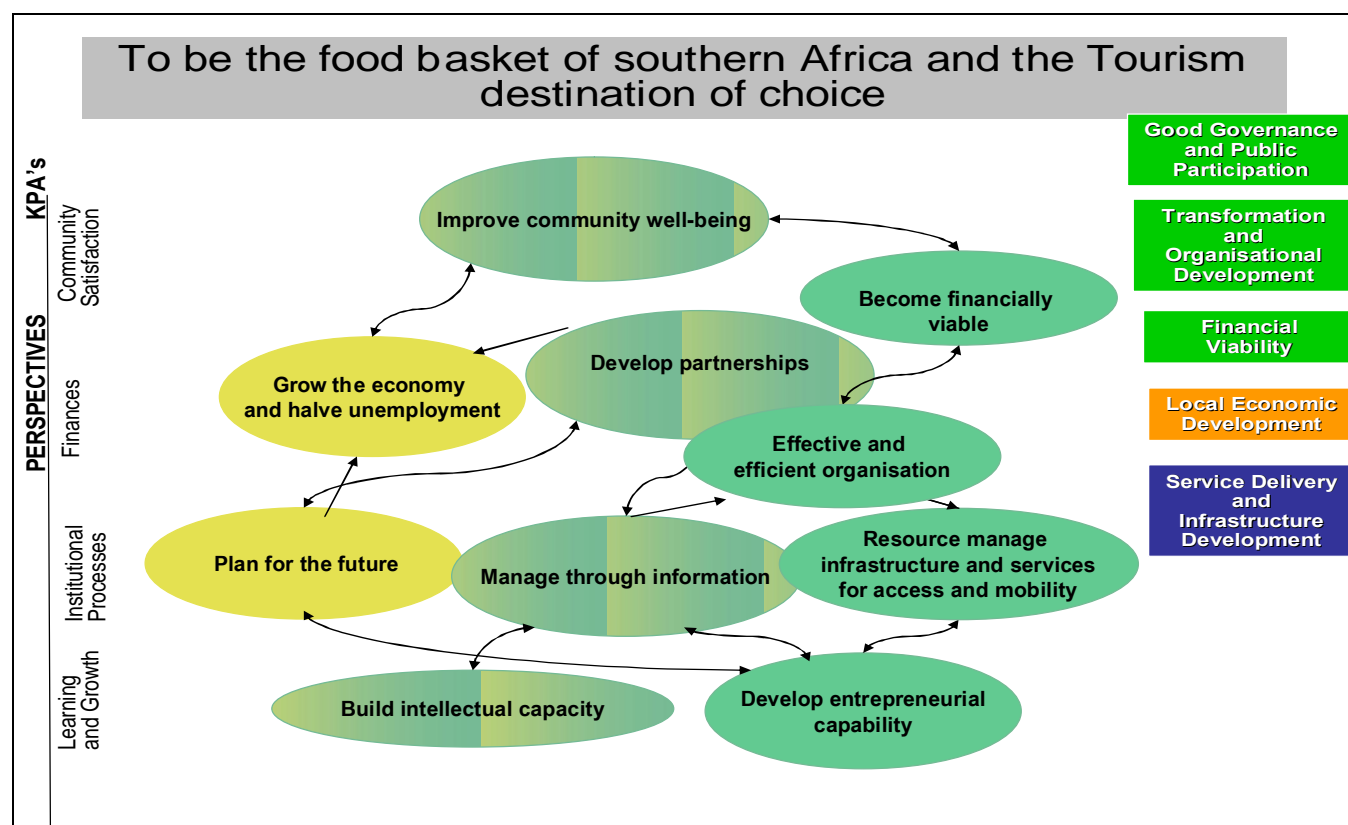 To be the food basket of southern Africa and the Tourism
destination of choice
KPA's
PERSPECTIVES
Community
Satisfaction
Finances
Institutional
Processes
Learning
and Growth
Improve community well-being
Become financially
viable
Develop partnerships
Grow the economy
and halve unemployment
Effective and
efficient organisation
Plan for the future
Manage through information
Resource manage
infrastructure and services
for access and mobility
Build intellectual capacity
Develop entrepreneurial
capability
Good Governance
and Public
Participation
Transformation
and
Organisational
Development
Financial
Viability
Local Economic
Development
Service Delivery
and
Infrastructure
Development